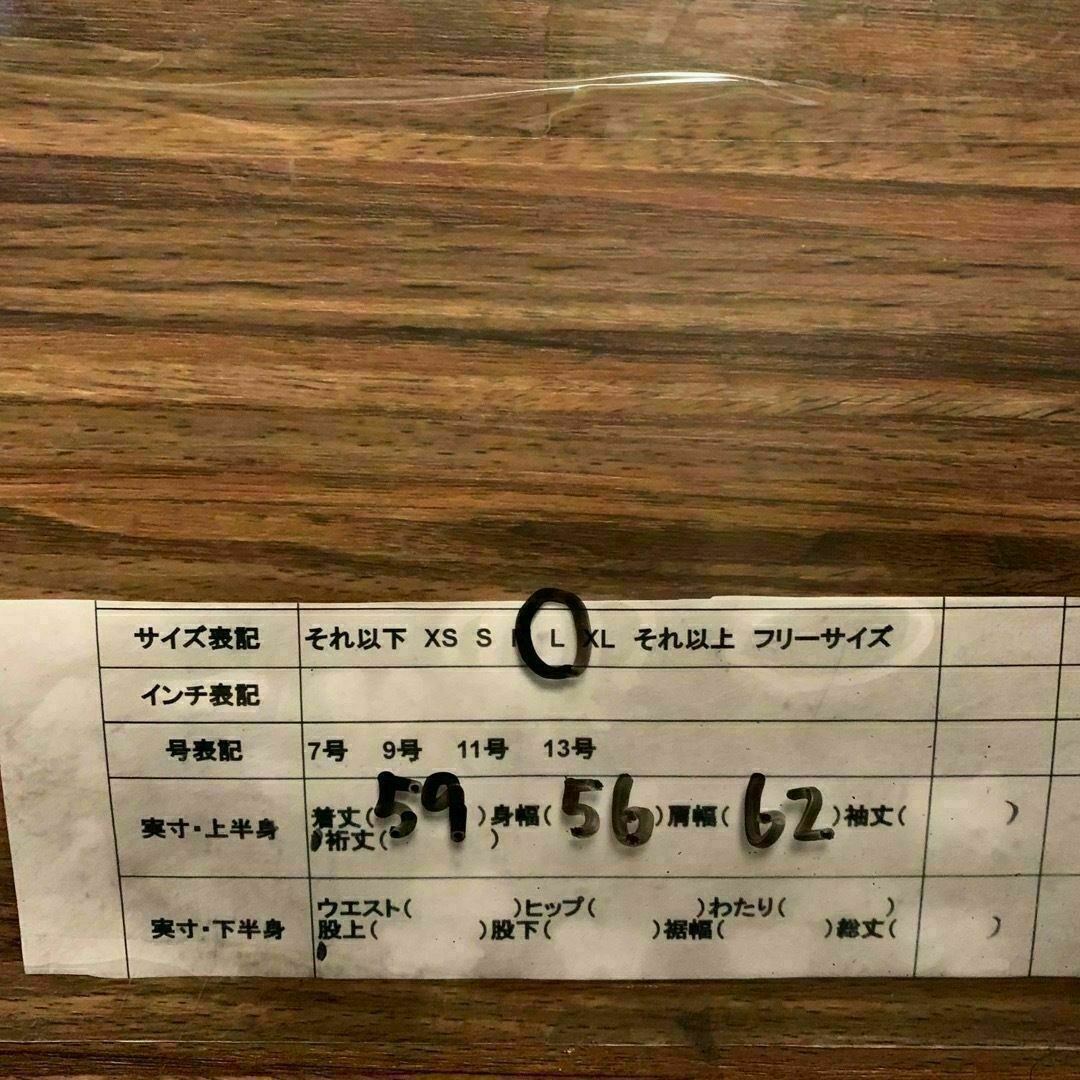 サイズ表記 それ以下 XS S L XL それ以上 フリーサイズ
インチ表記
号表記 7号 9号 11号 13号
実寸・上半身 着丈(59)身幅(56)肩幅(62)袖丈( )
裄丈( )
実寸・下半身 ウエスト( )ヒップ( )わたり( )
股上( )股下( )裾幅( )総丈( )